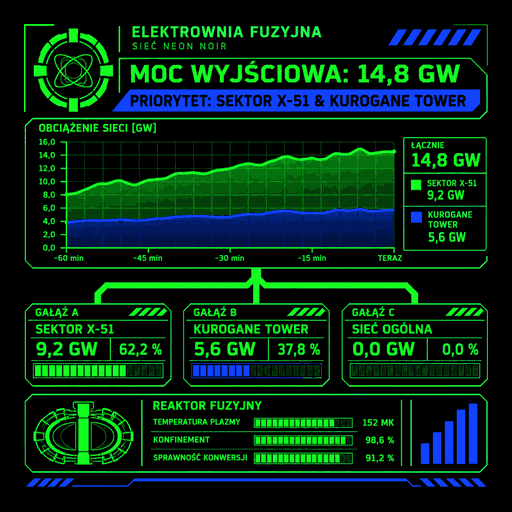 ELEKTROWNIA FUZYJNA
SIEĆ NEON NOIR
MOC WYJŚCIOWA: 14,8 GW
PRIORYTET: SEKTOR X-51 & KUROGANE TOWER
OBCIĄŻENIE SIECI [GW]
16,0
14,0
12,0
10,0
8,0
6,0
4,0
2,0
0,0
-60 min
-45 min
-30 min
-15 min
TERAZ
ŁĄCZNIE
14,8 GW
SEKTOR X-51
9,2 GW
KUROGANE
TOWER
5,6 GW
GAŁĄŹ A
SEKTOR X-51
9,2 GW
62,2 %
GAŁĄŹ B
KUROGANE TOWER
5,6 GW
37,8 %
GAŁĄŹ C
SIEĆ OGÓLNA
0,0 GW
0,0 %
REAKTOR FUZYJNY
TEMPERATURA PLAZMY 152 MK
KONFINEMENT 98,6 %
SPRAWNOŚĆ KONWERSJI 91,2 %